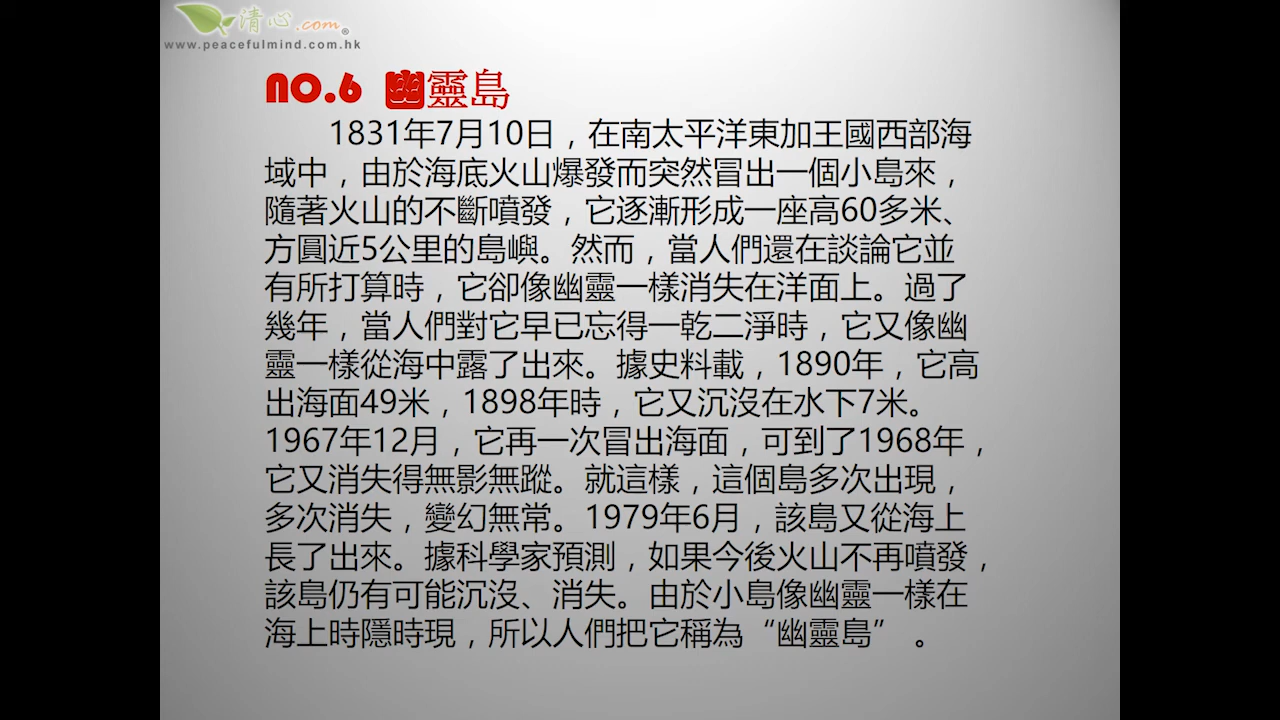 清心.com®
www.peacefulmind.com.hk
NO.6 幽靈島
1831年7月10日，在南太平洋東加王國西部海
域中，由於海底火山爆發而突然冒出一個小島來，
隨著火山的不斷噴發，它逐漸形成一座高60多米、
方圓近5公里的島嶼。然而，當人們還在談論它並
有所打算時，它卻像幽靈一樣消失在洋面上。過了
幾年，當人們對它早已忘得一乾二淨時，它又像幽
靈一樣從海中露了出來。據史料載，1890年，它高
出海面49米，1898年時，它又沉沒在水下7米。
1967年12月，它再一次冒出海面，可到了1968年，
它又消失得無影無蹤。就這樣，這個島多次出現，
多次消失，變幻無常。1979年6月，該島又從海上
長了出來。據科學家預測，如果今後火山不再噴發，
該島仍有可能沉沒、消失。由於小島像幽靈一樣在
海上時隱時現，所以人們把它稱為“幽靈島” 。